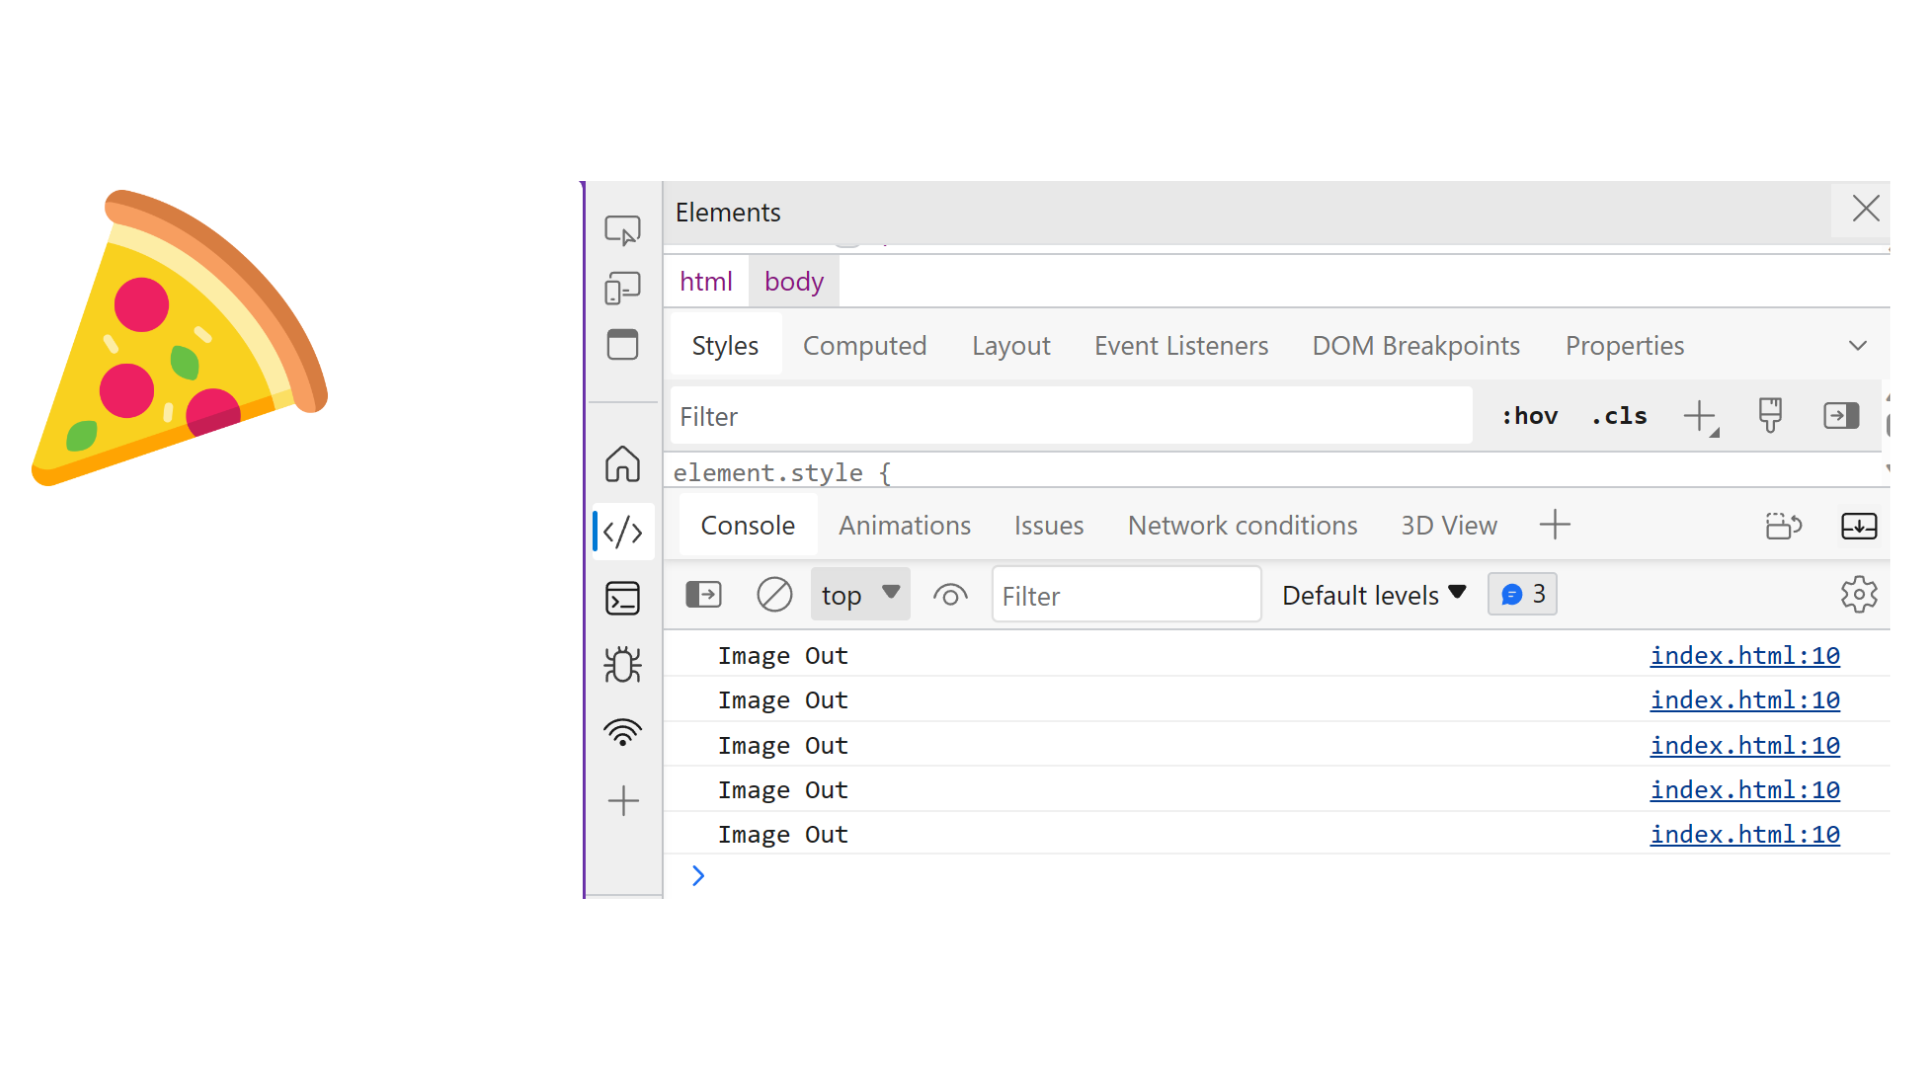 Elements
html body
Styles Computed Layout Event Listeners DOM Breakpoints Properties
Filter :hov .cls
element.style {
Console Animations Issues Network conditions 3D View
top Filter Default levels 3
Image Out index.html:10
Image Out index.html:10
Image Out index.html:10
Image Out index.html:10
Image Out index.html:10